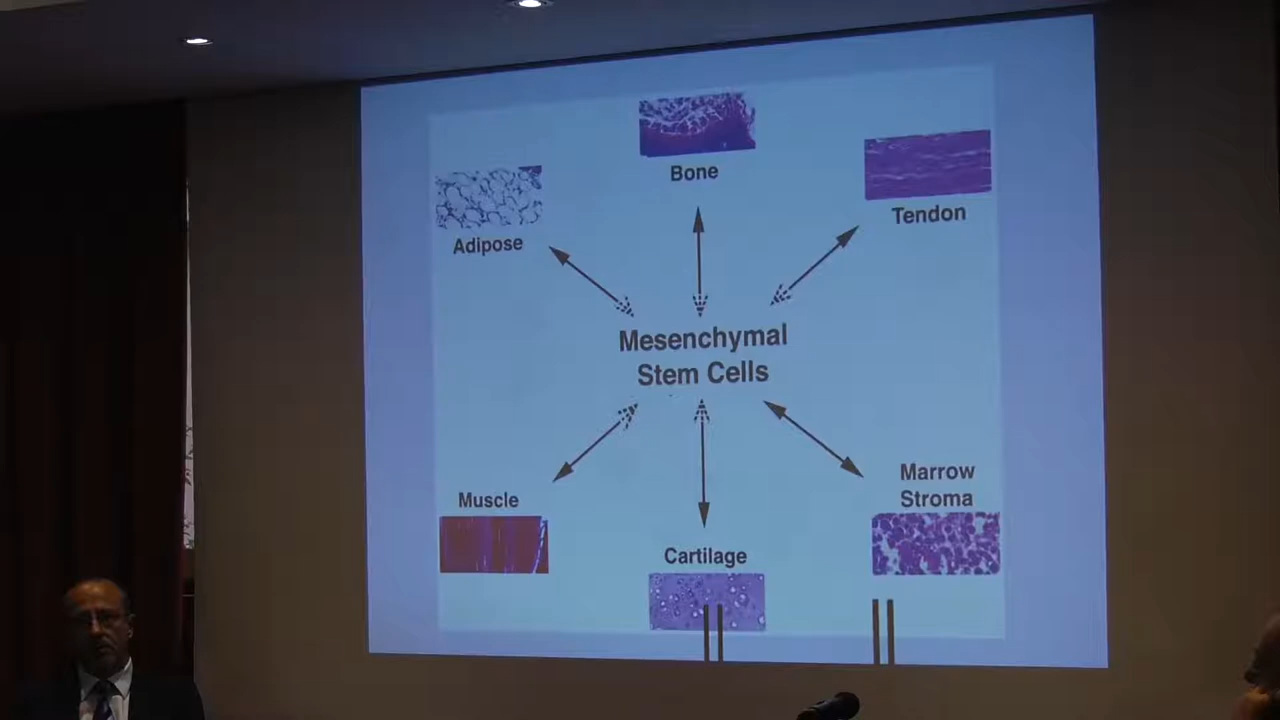 Bone
Tendon
Adipose
Mesenchymal
Stem Cells
Marrow
Stroma
Muscle
Cartilage